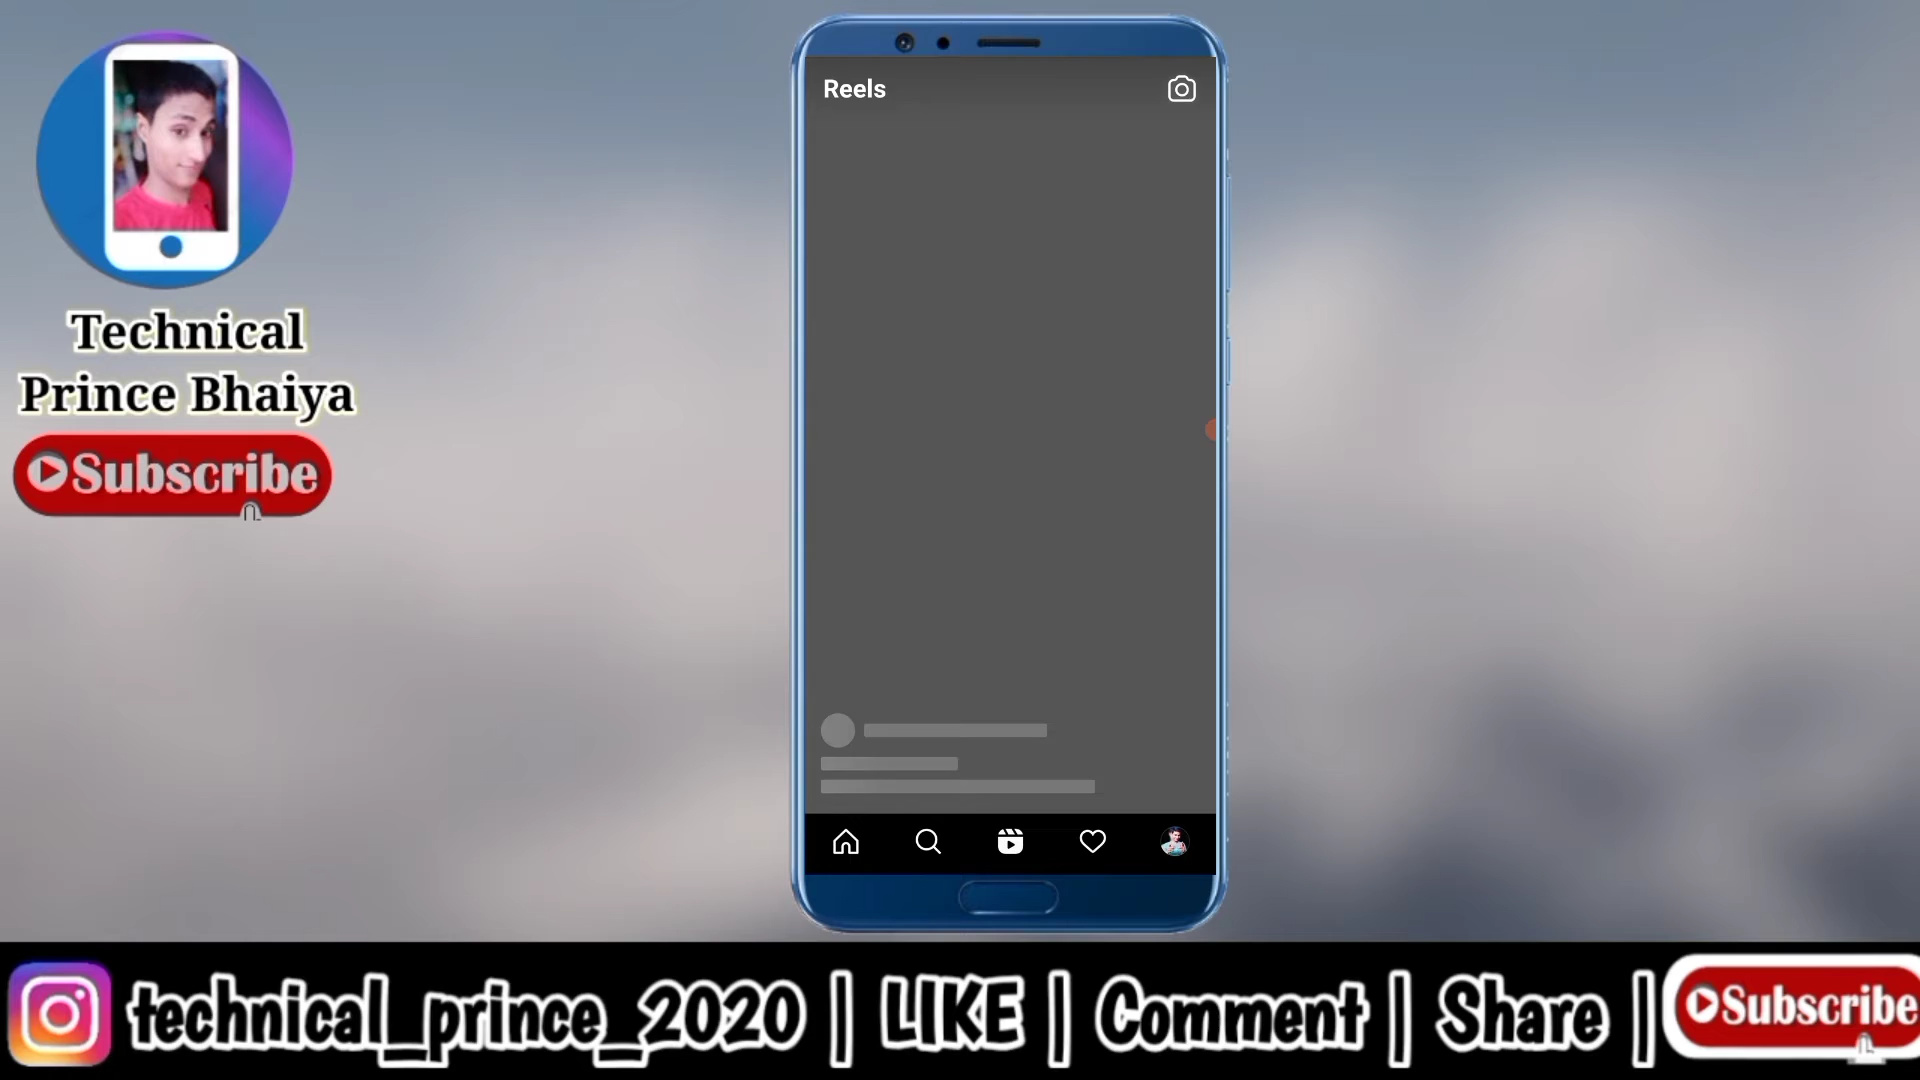 Reels
Technical
Prince Bhaiya
Subscribe
technical_prince_2020 | LIKE | Comment | Share | Subscribe